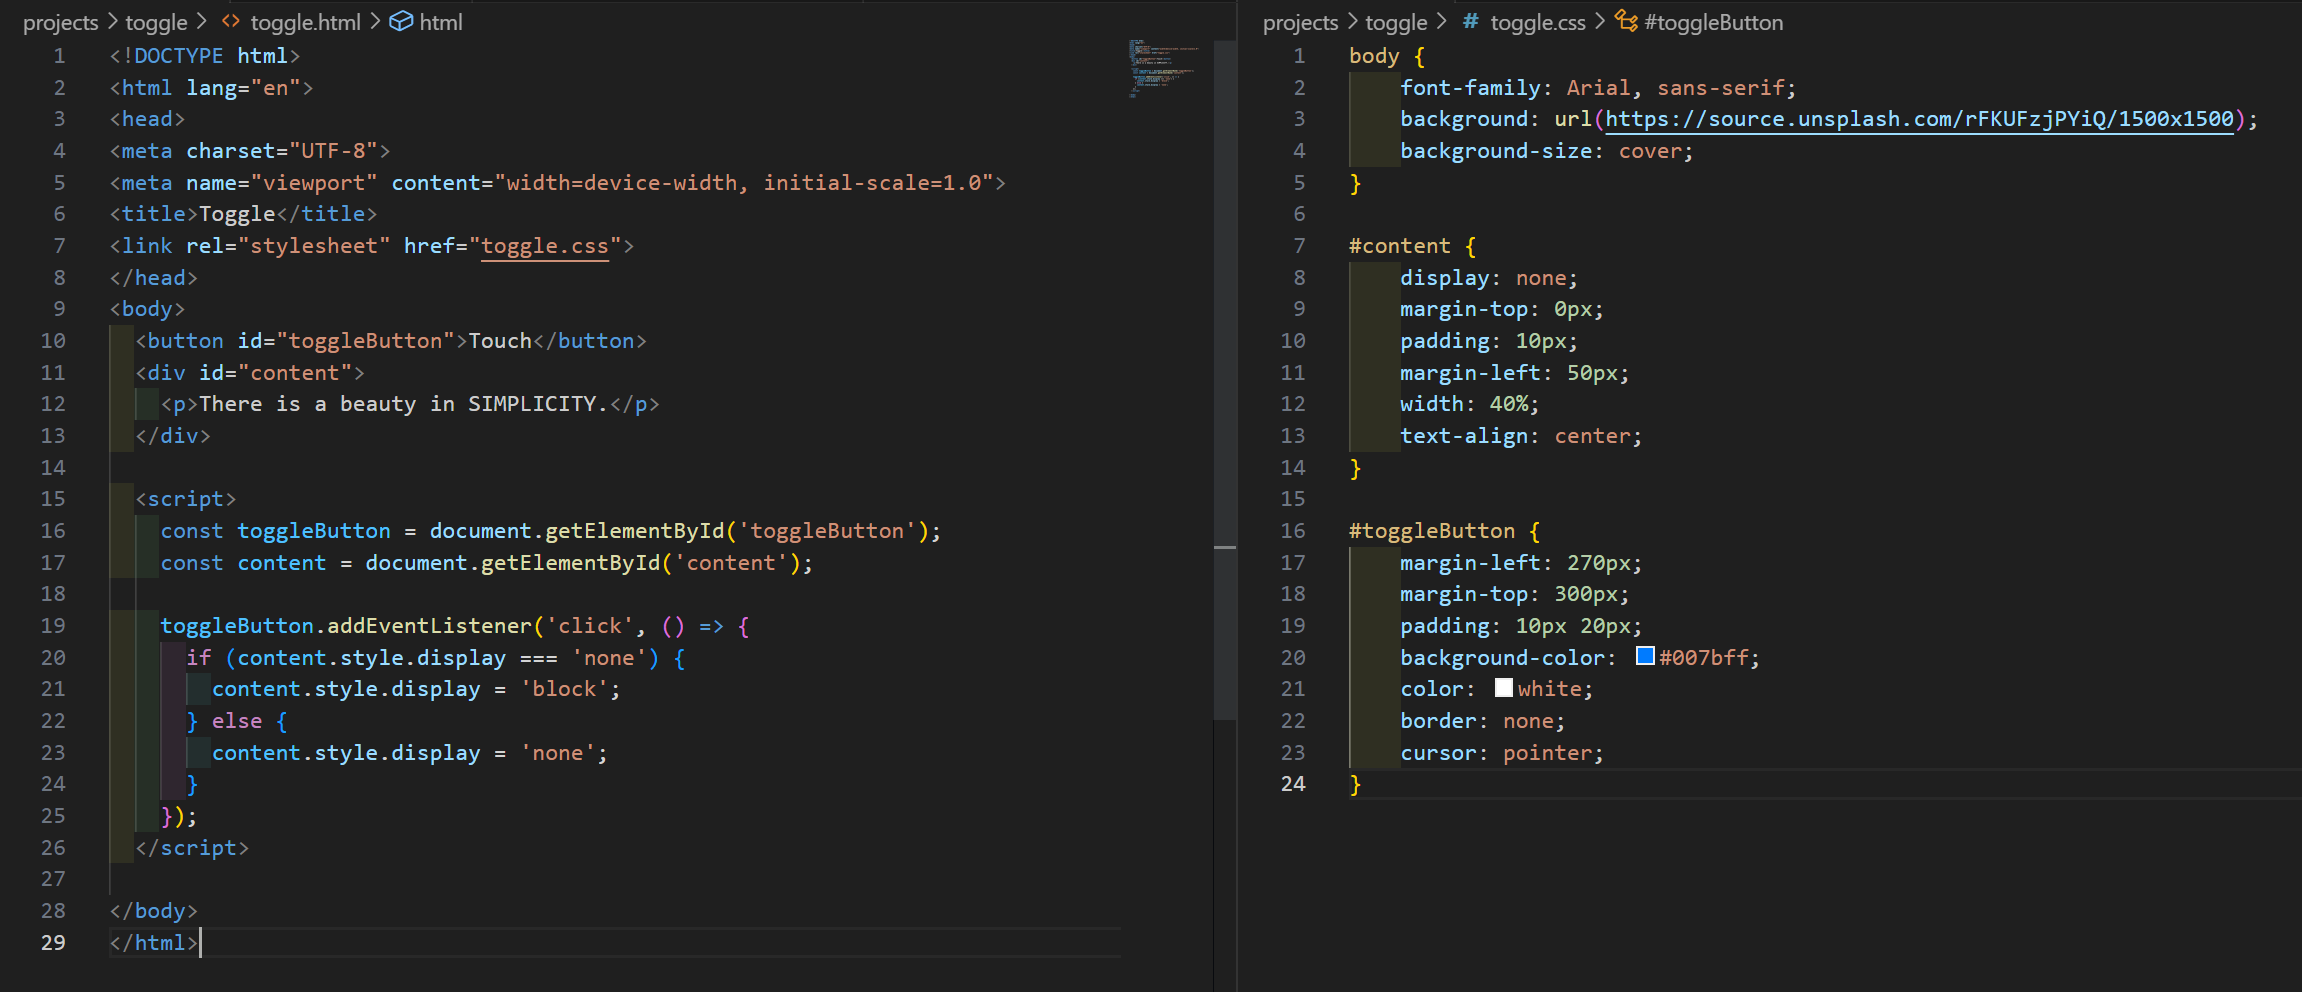 projects > toggle > toggle.html > html
1 <!DOCTYPE html>
2 <html lang="en">
3 <head>
4 <meta charset="UTF-8">
5 <meta name="viewport" content="width=device-width, initial-scale=1.0">
6 <title>Toggle</title>
7 <link rel="stylesheet" href="toggle.css">
8 </head>
9 <body>
10 <button id="toggleButton">Touch</button>
11 <div id="content">
12 <p>There is a beauty in SIMPLICITY.</p>
13 </div>
14
15 <script>
16 const toggleButton = document.getElementById('toggleButton');
17 const content = document.getElementById('content');
18
19 toggleButton.addEventListener('click', () => {
20 if (content.style.display === 'none') {
21 content.style.display = 'block';
22 } else {
23 content.style.display = 'none';
24 }
25 });
26 </script>
27
28 </body>
29 </html>
projects > toggle > # toggle.css > #toggleButton
1 body {
2 font-family: Arial, sans-serif;
3 background: url(https://source.unsplash.com/rFKUFzjPYiQ/1500x1500);
4 background-size: cover;
5 }
6
7 #content {
8 display: none;
9 margin-top: 0px;
10 padding: 10px;
11 margin-left: 50px;
12 width: 40%;
13 text-align: center;
14 }
15
16 #toggleButton {
17 margin-left: 270px;
18 margin-top: 300px;
19 padding: 10px 20px;
20 background-color: #007bff;
21 color: white;
22 border: none;
23 cursor: pointer;
24 }